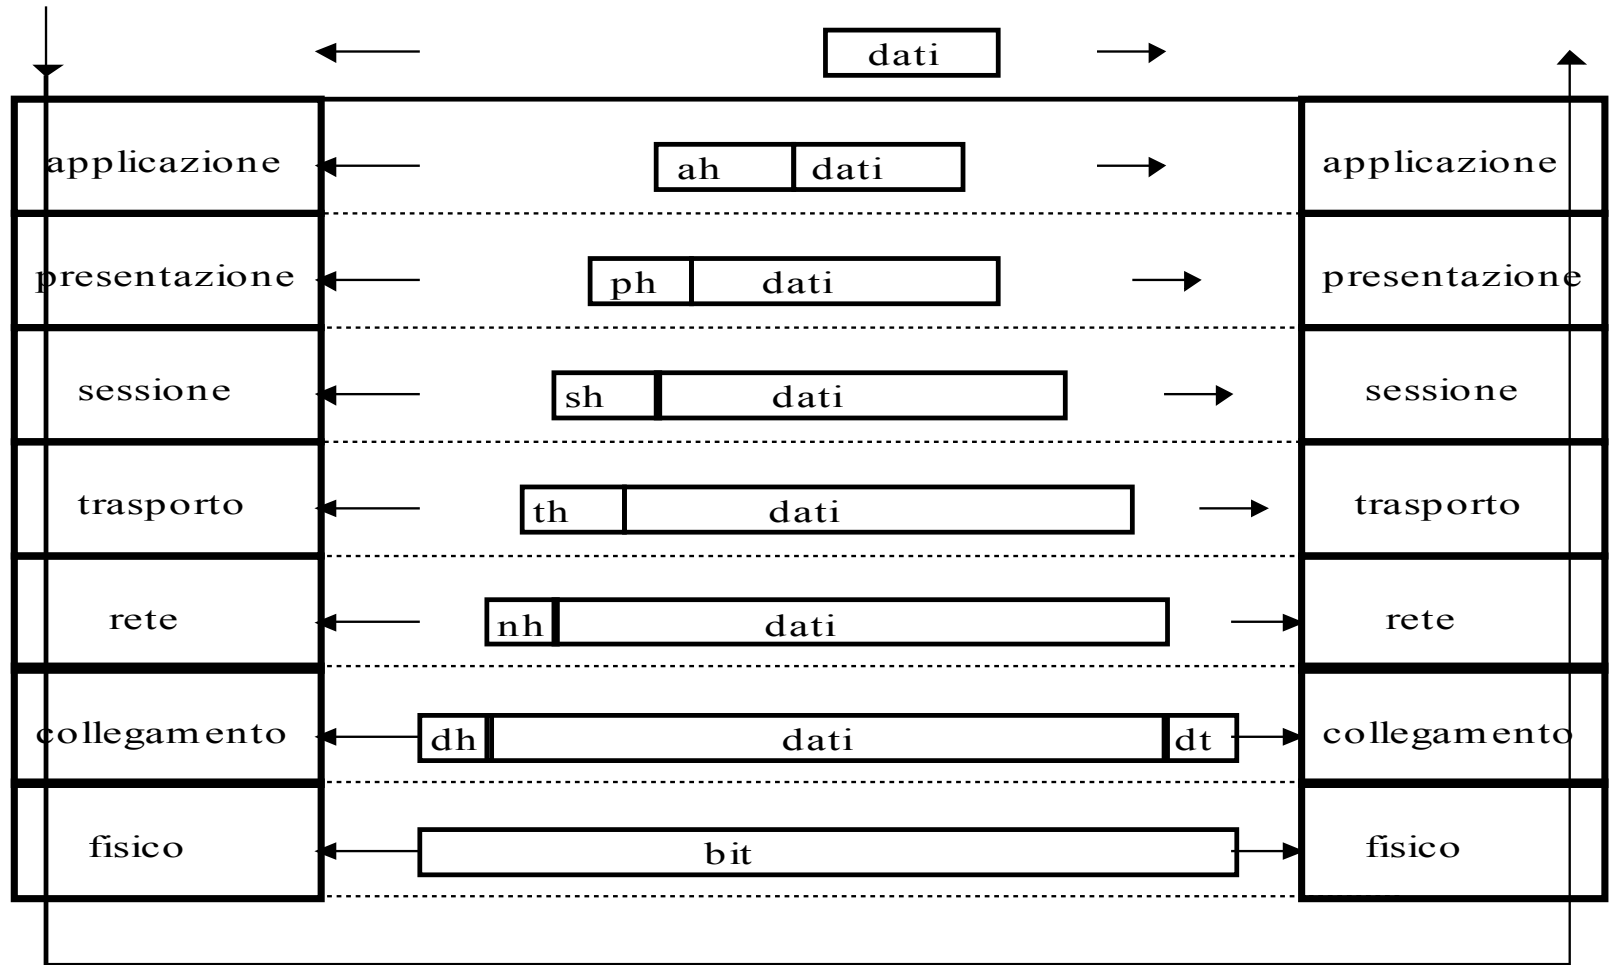 dati
applicazione ah dati applicazione
presentazione ph dati presentazione
sessione sh dati sessione
trasporto th dati trasporto
rete nh dati rete
collegamento dh dati dt collegamento
fisico bit fisico